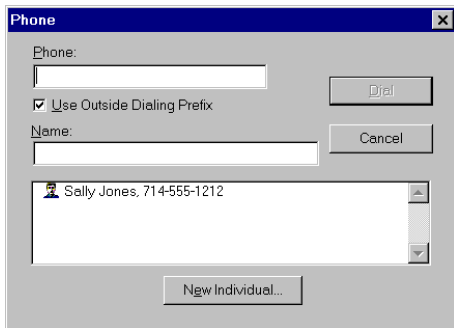 Phone
Phone:
Dial
Use Outside Dialing Prefix
Name:
Cancel
Sally Jones, 714-555-1212
New Individual...